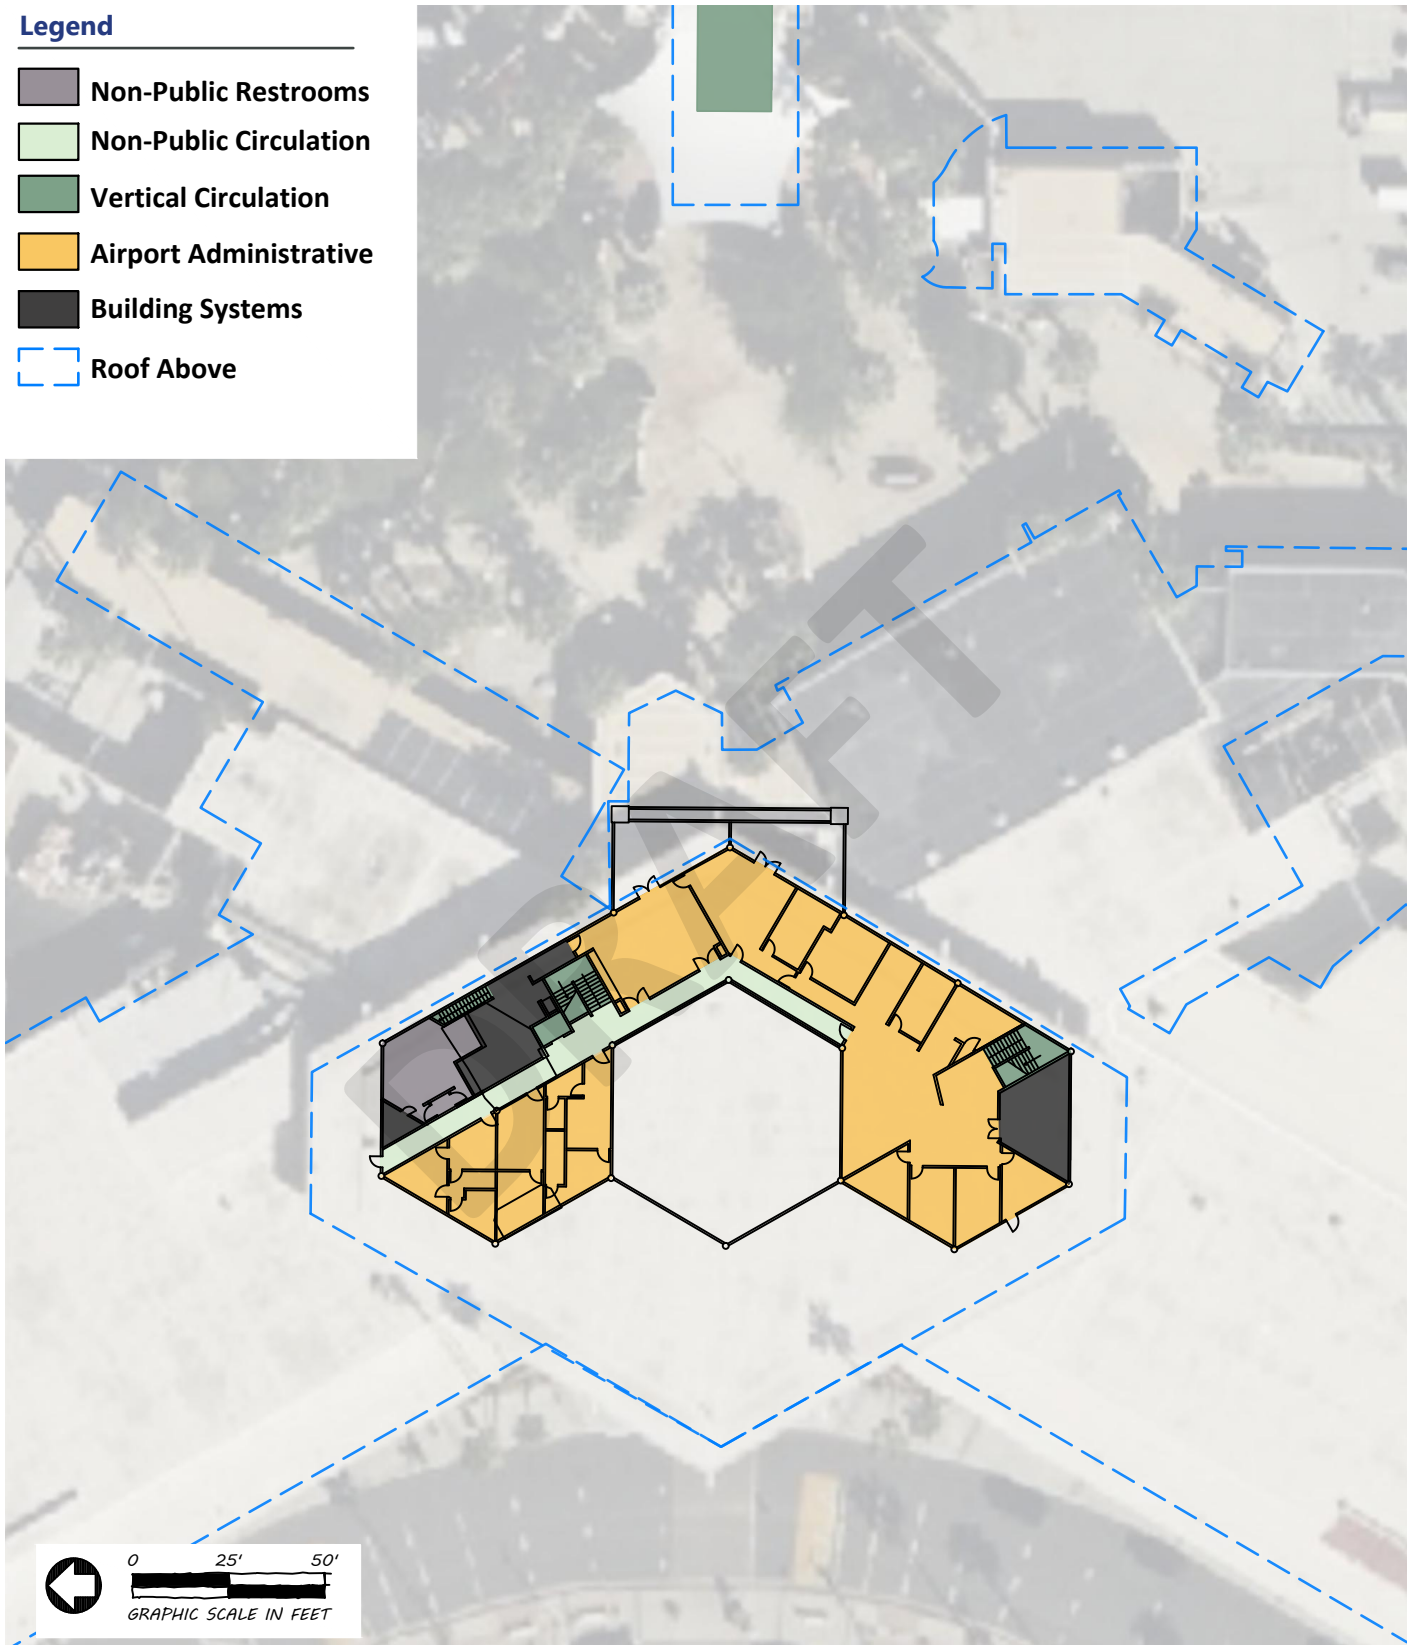 Legend
Non-Public Restrooms
Non-Public Circulation
Vertical Circulation
Airport Administrative
Building Systems
Roof Above
DRAFT
0 25' 50'
GRAPHIC SCALE IN FEET